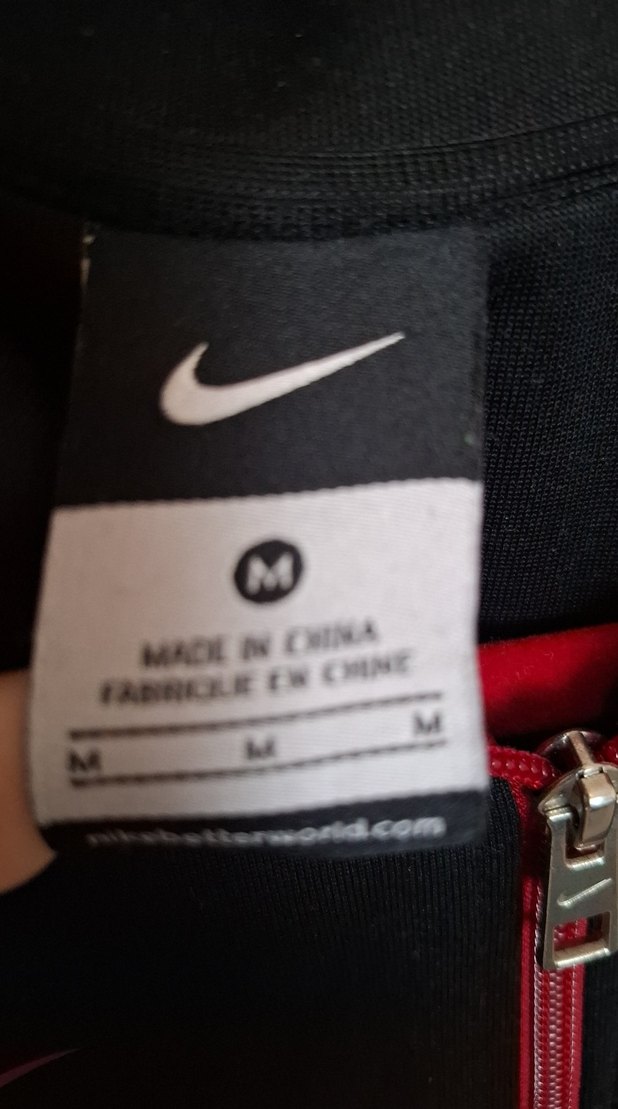 M
MADE IN CHINA
FABRIQUE EN CHINE
M M M
nikebetterworld.com